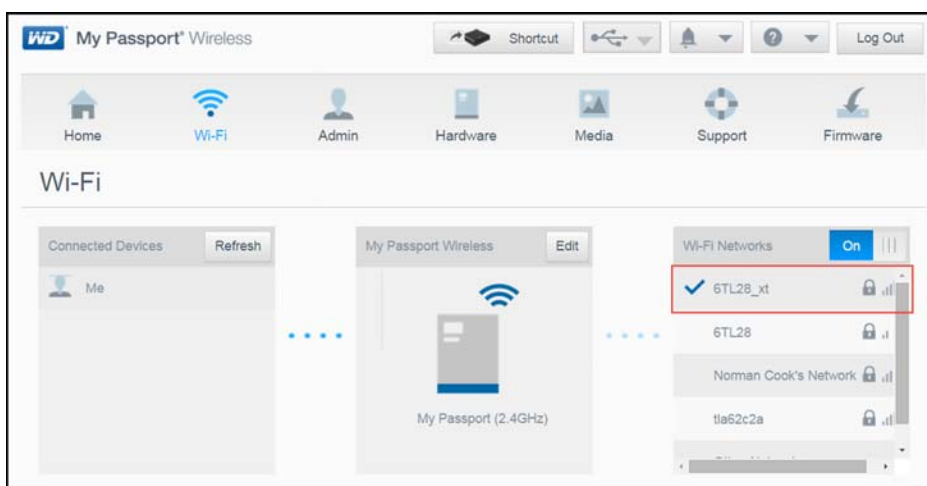 WD My Passport® Wireless
Shortcut
Log Out
Home
Wi-Fi
Admin
Hardware
Media
Support
Firmware
Wi-Fi
Connected Devices
Refresh
Me
My Passport Wireless
Edit
My Passport (2.4GHz)
Wi-Fi Networks
On
6TL28_xt
6TL28
Norman Cook's Network
tla62c2a